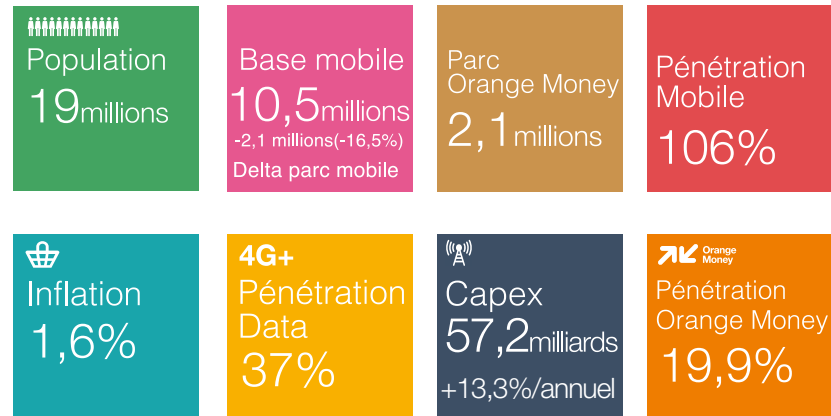 Population
19millions
Base mobile
10,5millions
-2,1 millions(-16,5%)
Delta parc mobile
Parc
Orange Money
2,1millions
Pénétration
Mobile
106%
Inflation
1,6%
4G+
Pénétration
Data
37%
Capex
57,2milliards
+13,3%/annuel
Orange
Money
Pénétration
Orange Money
19,9%